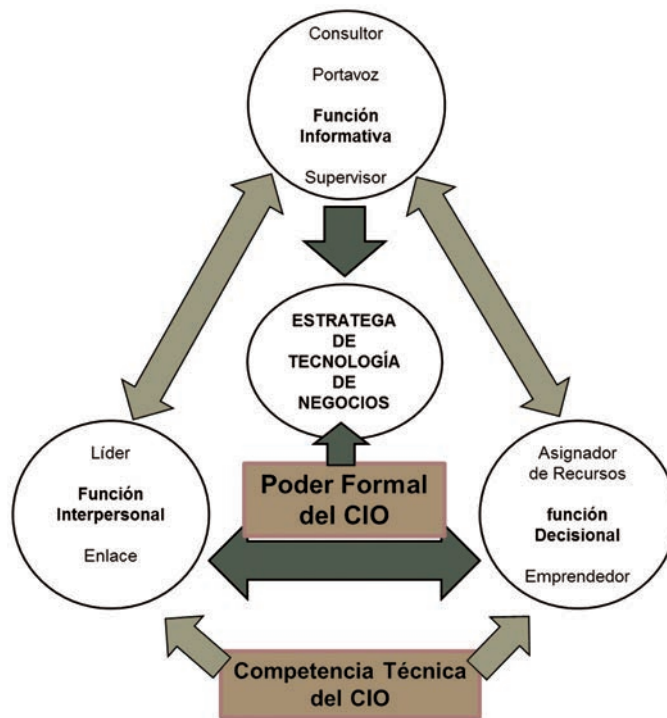 Consultor
Portavoz
Función
Informativa
Supervisor
ESTRATEGA
DE
TECNOLOGÍA
DE
NEGOCIOS
Líder
Función
Interpersonal
Enlace
Poder Formal
del CIO
Asignador
de Recursos
función
Decisional
Emprendedor
Competencia Técnica
del CIO